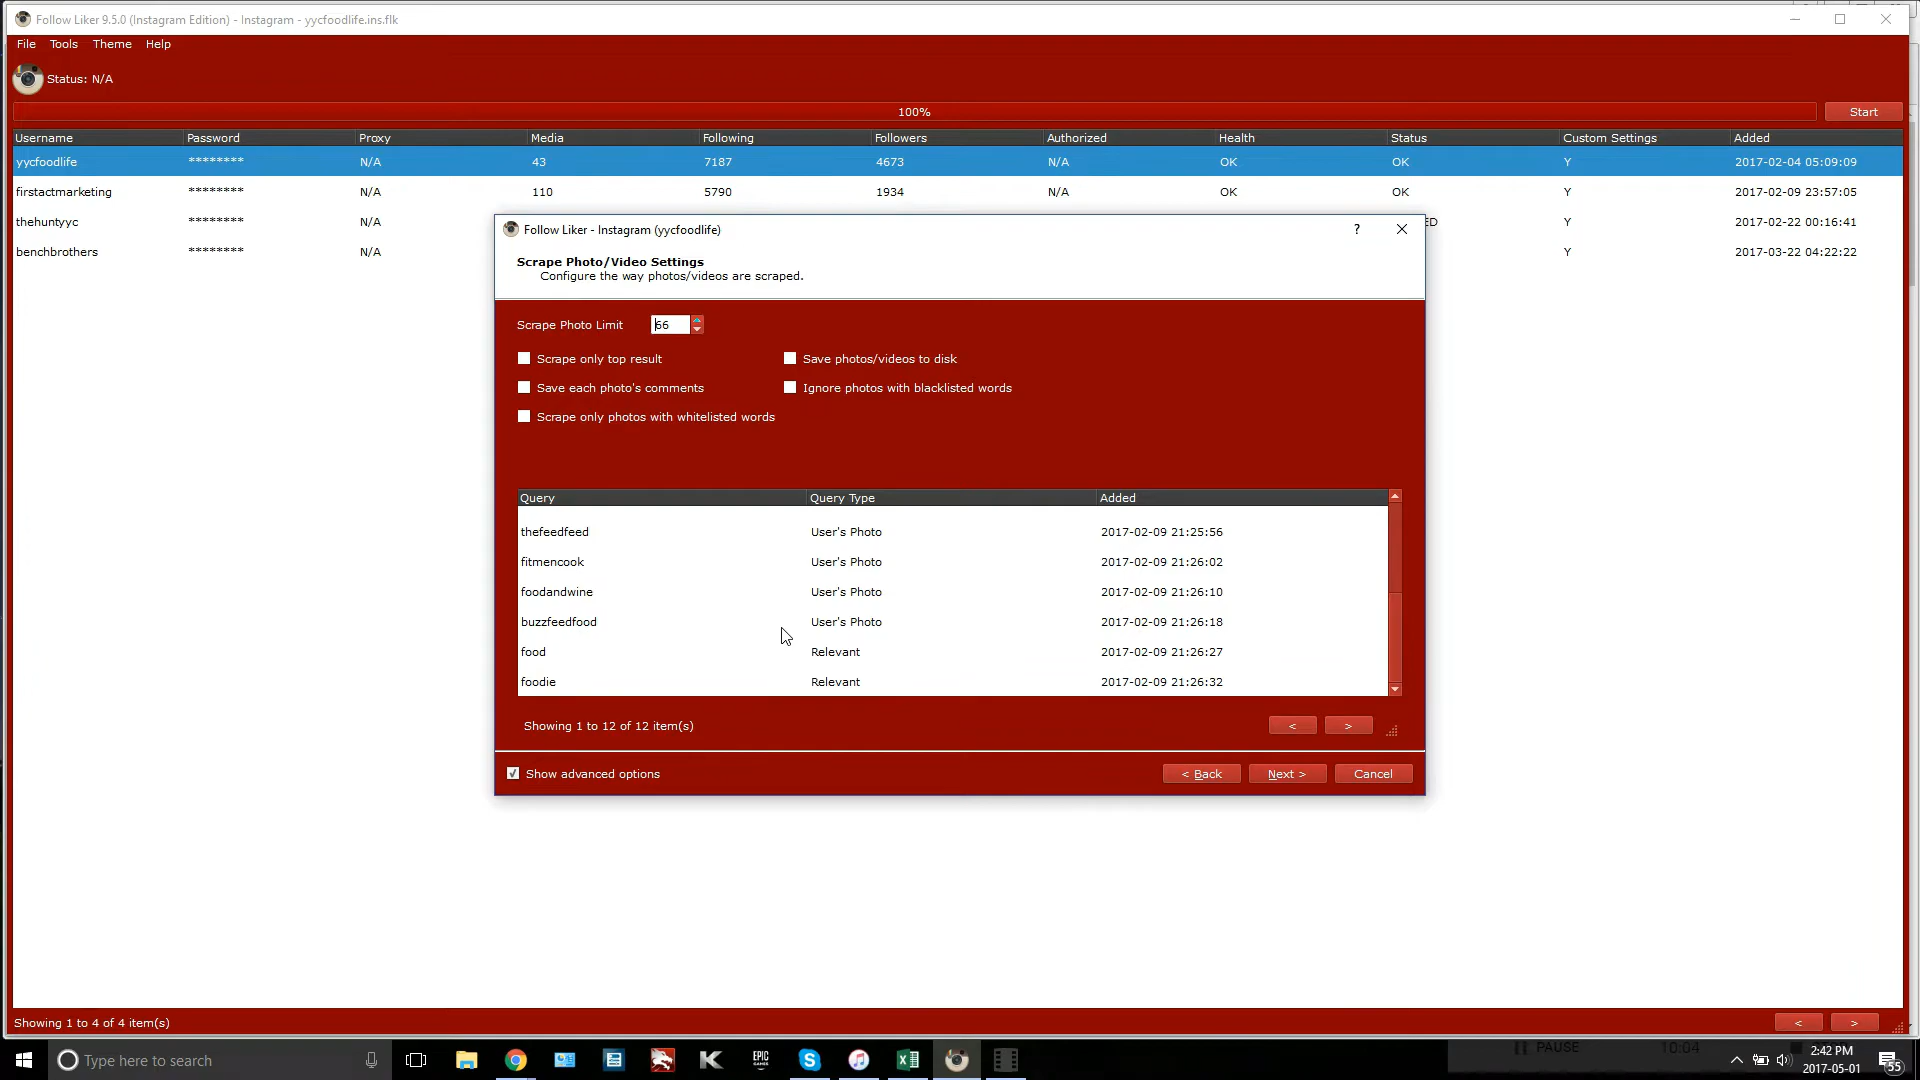 Follow Liker 9.5.0 (Instagram Edition) - Instagram - yycfoodlife.ins.flk
File Tools Theme Help
Status: N/A
100% Start
Username Password Proxy Media Following Followers Authorized Health Status Custom Settings Added
yycfoodlife ******** N/A 43 7187 4673 N/A OK OK Y 2017-02-04 05:09:09
firstactmarketing ******** N/A 110 5790 1934 N/A OK OK Y 2017-02-09 23:57:05
thehuntyyc ******** N/A ED Y 2017-02-22 00:16:41
benchbrothers ******** N/A Y 2017-03-22 04:22:22
Follow Liker - Instagram (yycfoodlife) ?
Scrape Photo/Video Settings
Configure the way photos/videos are scraped.
Scrape Photo Limit 66
Scrape only top result Save photos/videos to disk
Save each photo's comments Ignore photos with blacklisted words
Scrape only photos with whitelisted words
Query Query Type Added
thefeedfeed User's Photo 2017-02-09 21:25:56
fitmencook User's Photo 2017-02-09 21:26:02
foodandwine User's Photo 2017-02-09 21:26:10
buzzfeedfood User's Photo 2017-02-09 21:26:18
food Relevant 2017-02-09 21:26:27
foodie Relevant 2017-02-09 21:26:32
Showing 1 to 12 of 12 item(s) < >
Show advanced options < Back Next > Cancel
Showing 1 to 4 of 4 item(s) < >
Type here to search
EPIC GAMES
PAUSE 10:04
2:42 PM
2017-05-01
55